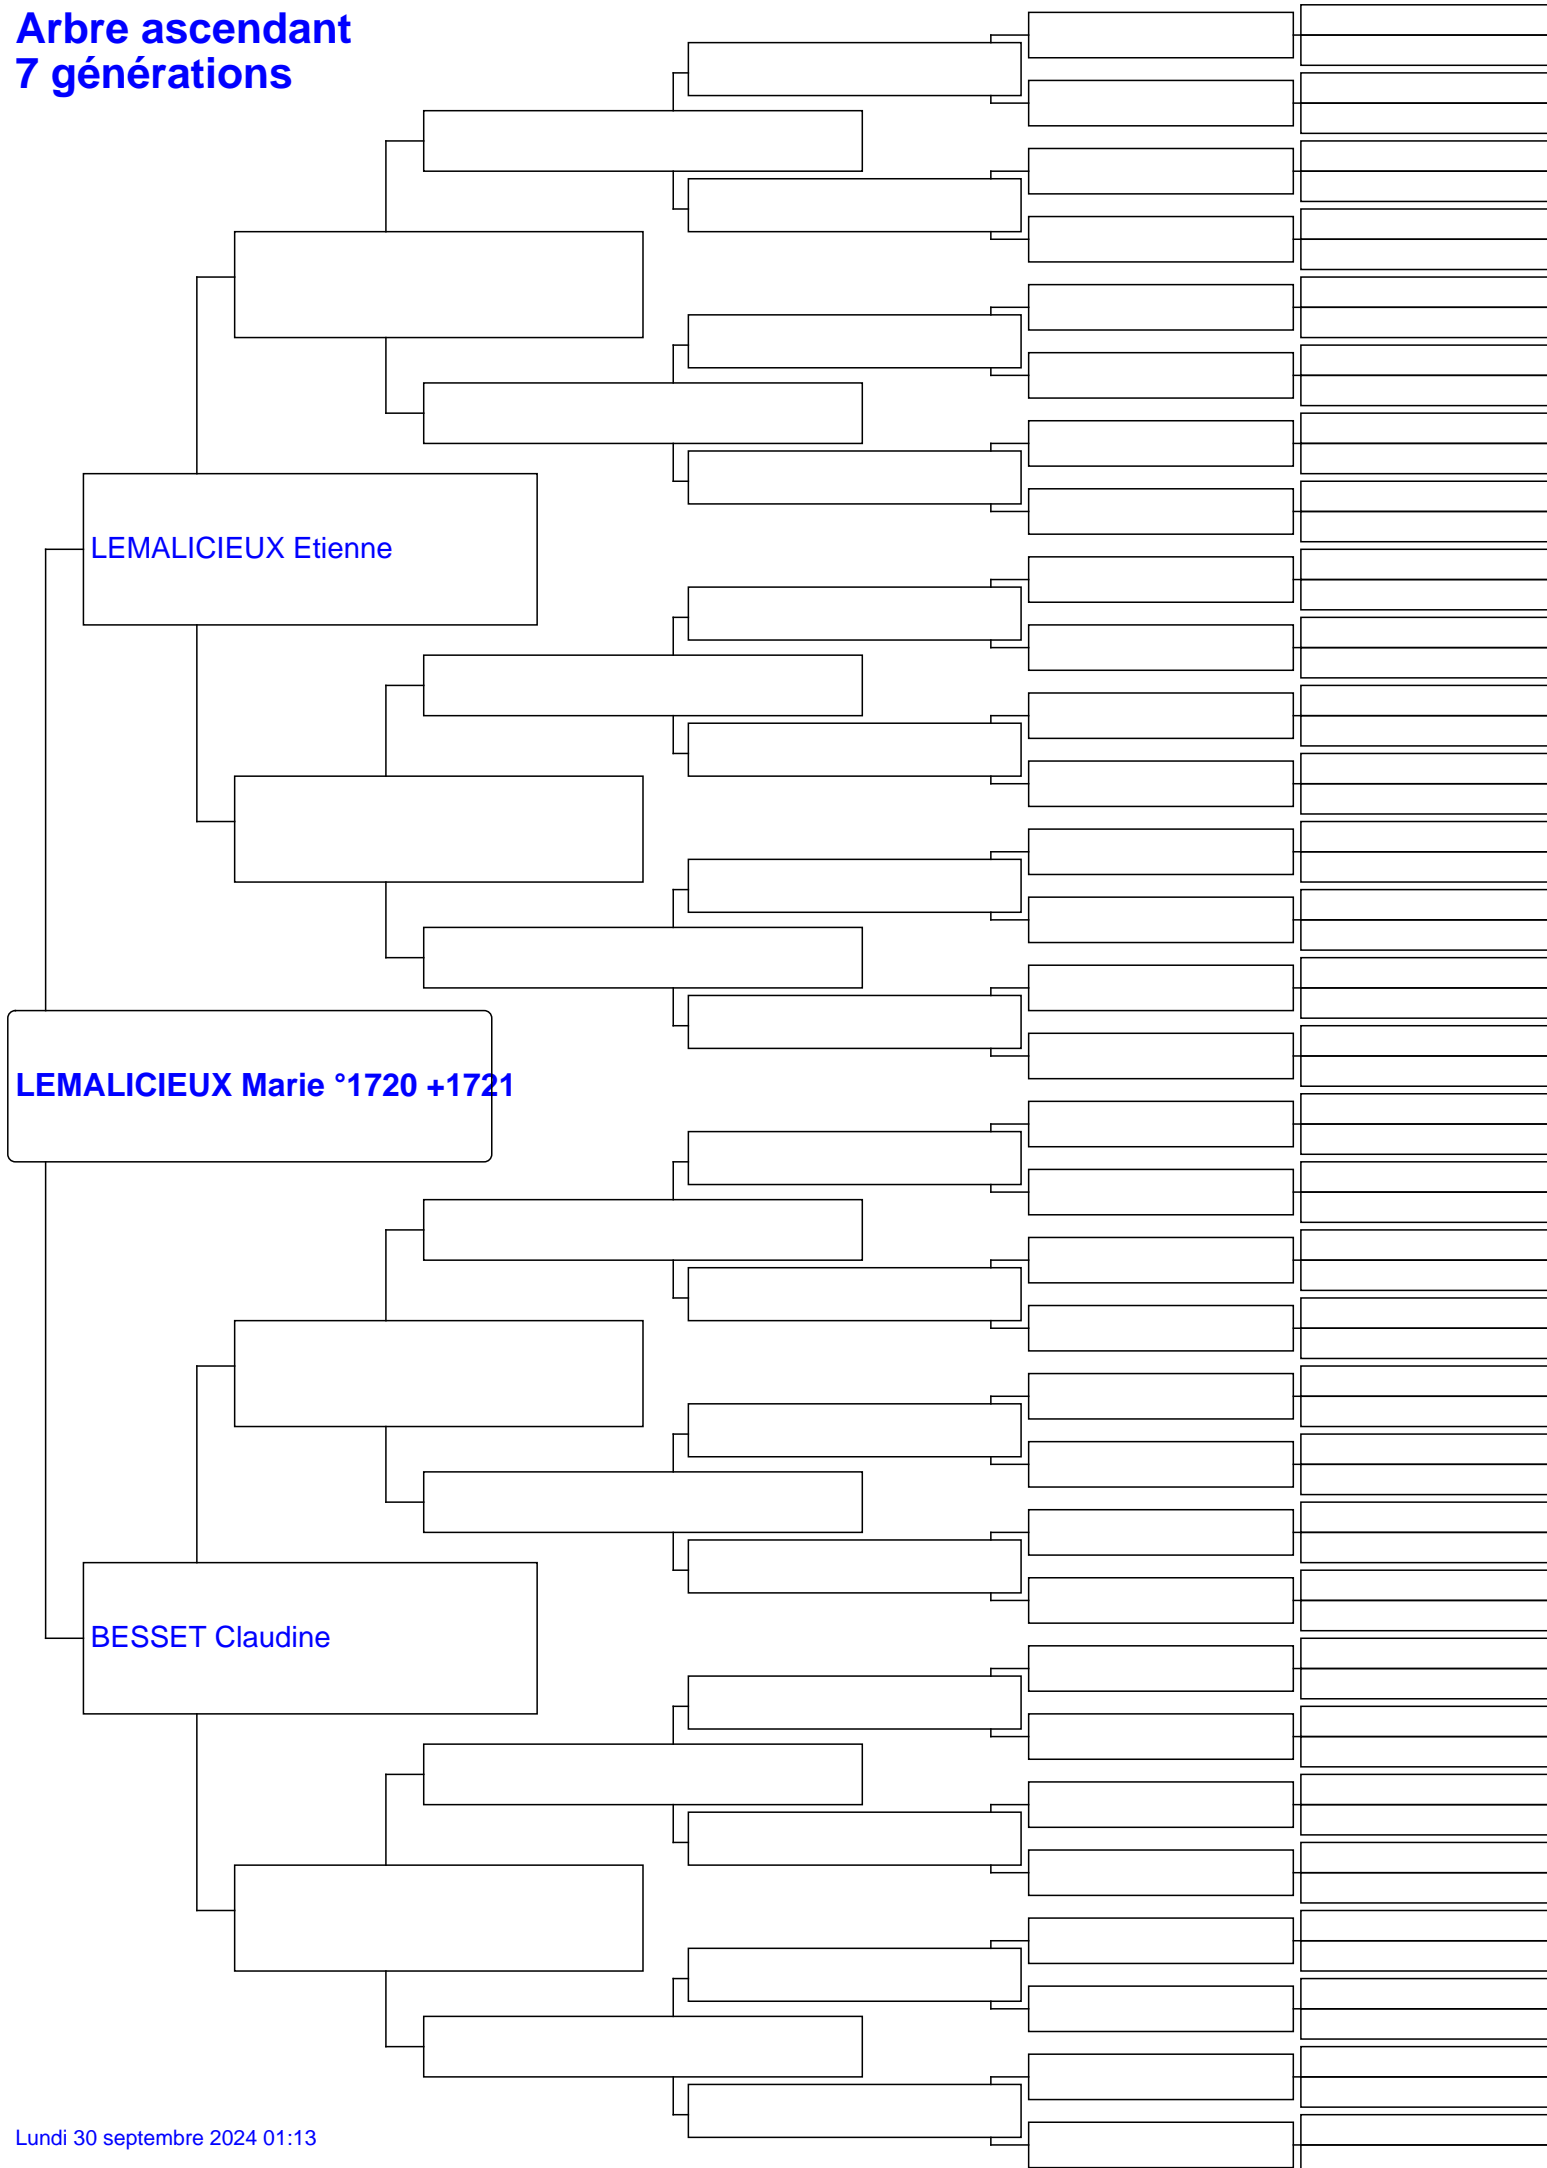 Arbre ascendant
7 générations
LEMALICIEUX Etienne
LEMALICIEUX Marie °1720 +1721
BESSET Claudine
Lundi 30 septembre 2024 01:13